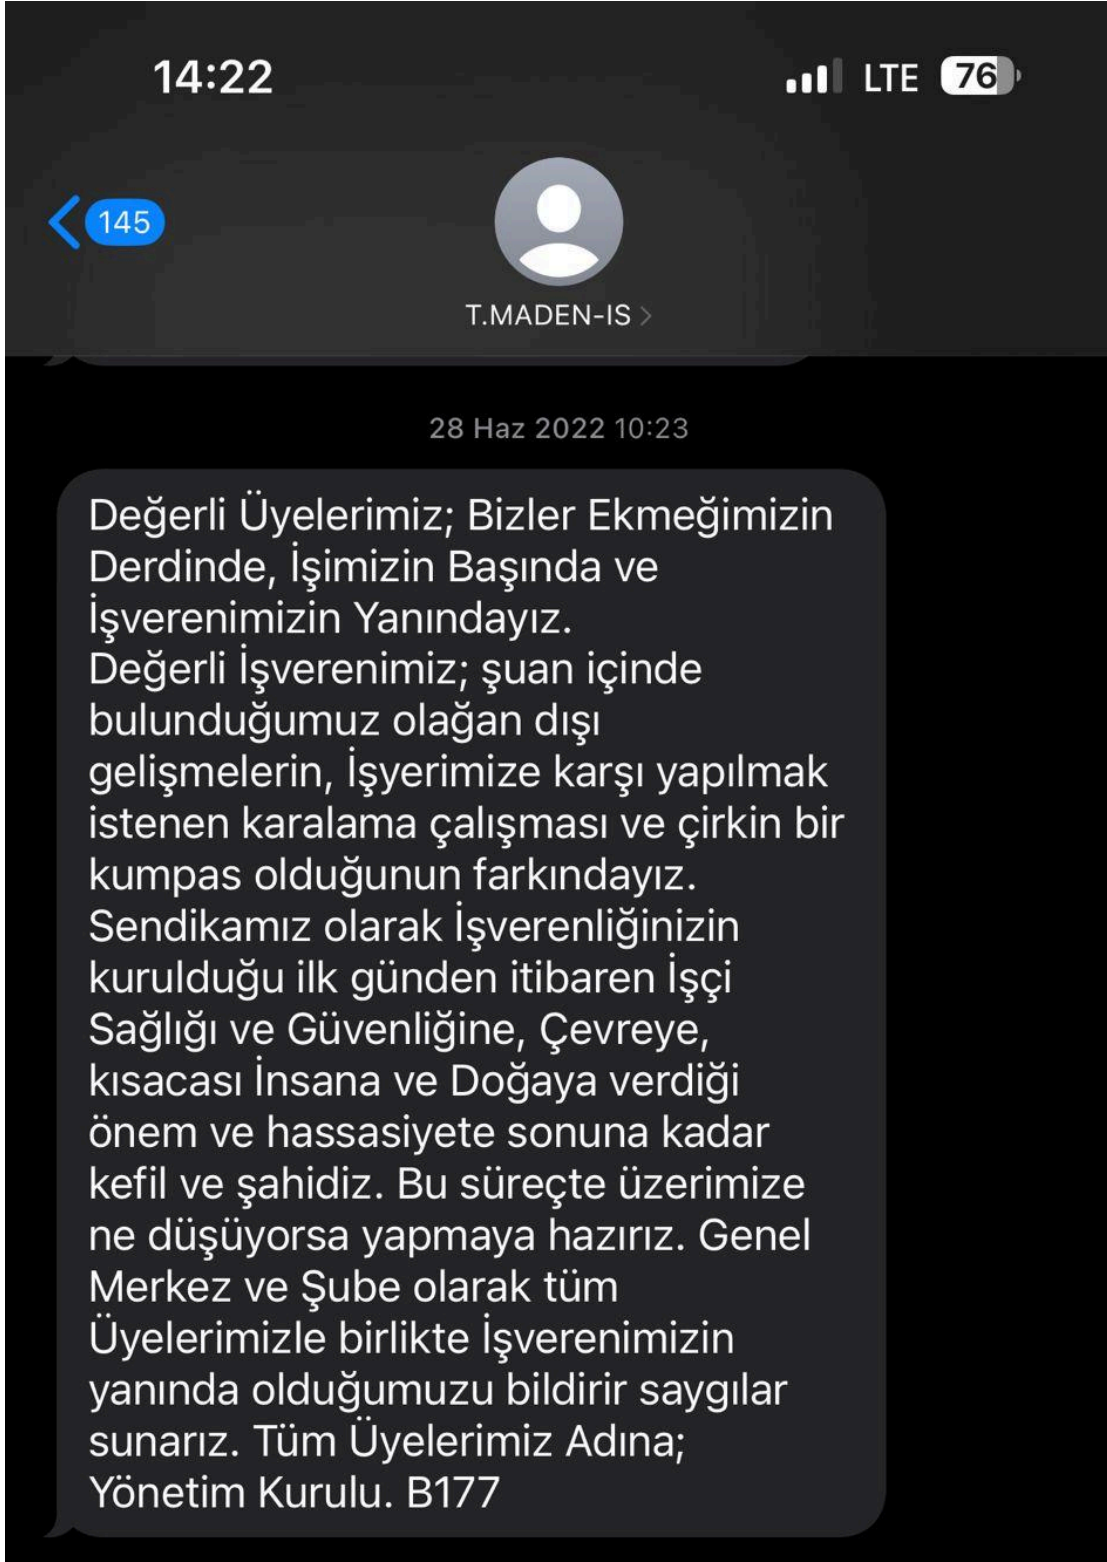 14:22
LTE 76
145
T.MADEN-IS
28 Haz 2022 10:23
Değerli Üyelerimiz; Bizler Ekmeğimizin
Derdinde, İşimizin Başında ve
İşverenimizin Yanındayız.
Değerli İşverenimiz; şuan içinde
bulunduğumuz olağan dışı
gelişmelerin, İşyerimize karşı yapılmak
istenen karalama çalışması ve çirkin bir
kumpas olduğunun farkındayız.
Sendikamız olarak İşverenliğinizin
kurulduğu ilk günden itibaren İşçi
Sağlığı ve Güvenliğine, Çevreye,
kısacası İnsana ve Doğaya verdiği
önem ve hassasiyete sonuna kadar
kefil ve şahidiz. Bu süreçte üzerimize
ne düşüyorsa yapmaya hazırız. Genel
Merkez ve Şube olarak tüm
Üyelerimizle birlikte İşverenimizin
yanında olduğumuzu bildirir saygılar
sunarız. Tüm Üyelerimiz Adına;
Yönetim Kurulu. B177